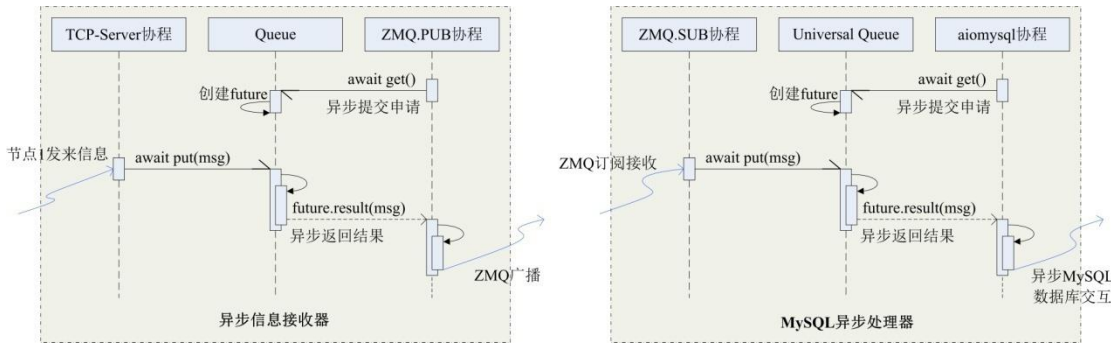 TCP-Server协程
Queue
ZMQ.PUB协程
await get()
创建future
异步提交申请
节点1发来信息
await put(msg)
future.result(msg)
异步返回结果
ZMQ广播
异步信息接收器
ZMQ.SUB协程
Universal Queue
aiomysql协程
await get()
创建future
异步提交申请
ZMQ订阅接收
await put(msg)
future.result(msg)
异步返回结果
异步MySQL
数据库交互
MySQL异步处理器